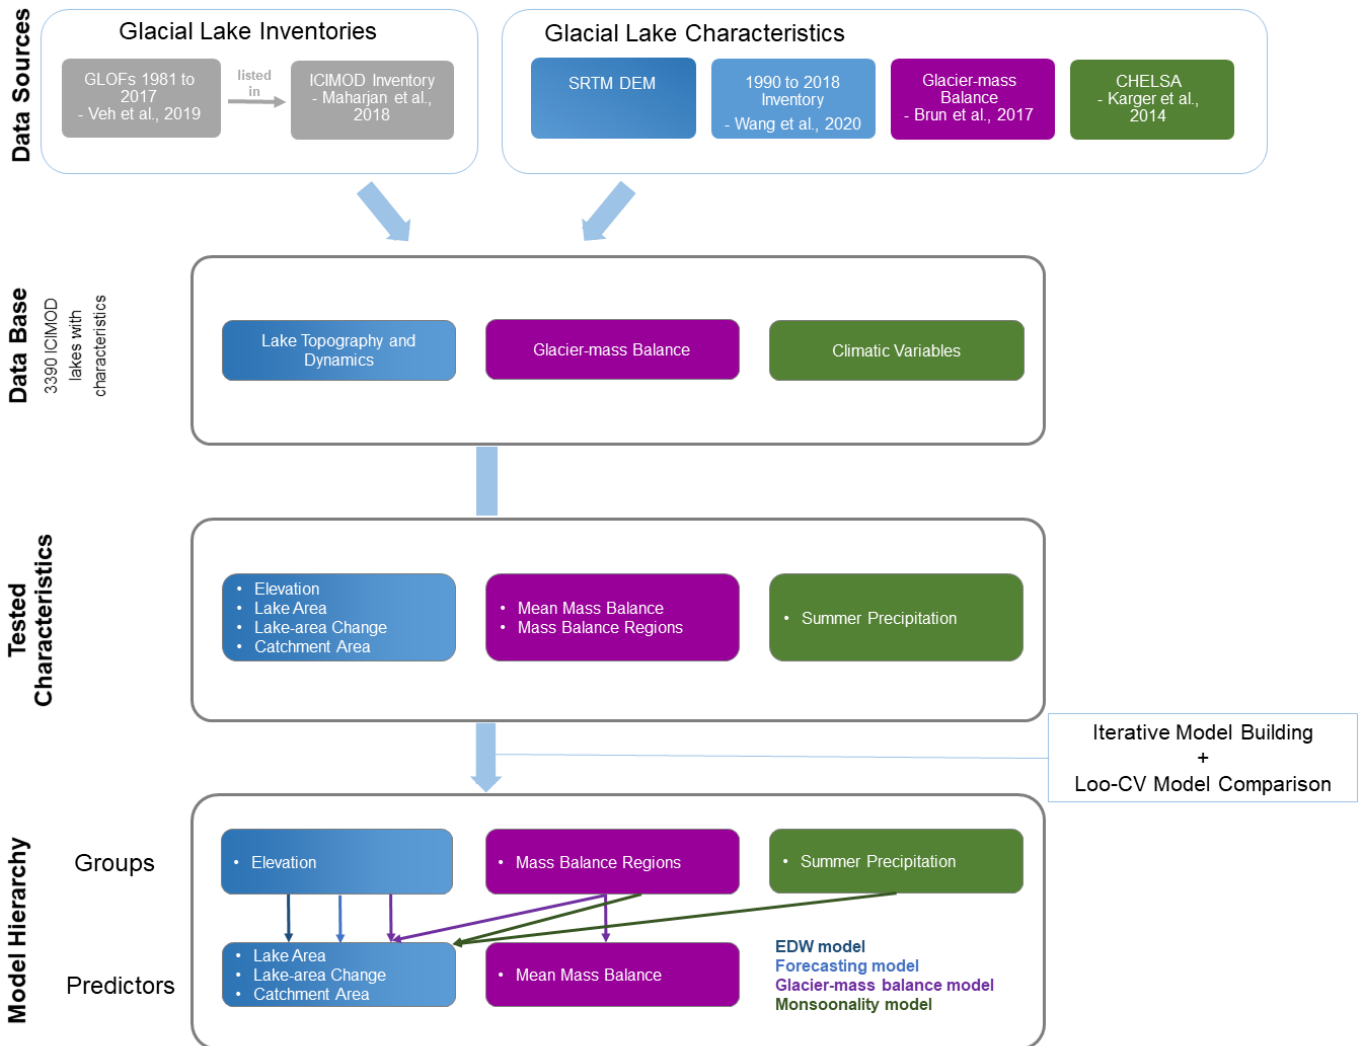 Data Sources
Glacial Lake Inventories
GLOFs 1981 to
2017
- Veh et al., 2019
listed
in
ICIMOD Inventory
- Maharjan et al.,
2018
Glacial Lake Characteristics
SRTM DEM
1990 to 2018
Inventory
- Wang et al., 2020
Glacier-mass
Balance
- Brun et al., 2017
CHELSA
- Karger et al.,
2014
Data Base
3390 ICIMOD
lakes with
characteristics
Lake Topography and
Dynamics
Glacier-mass Balance
Climatic Variables
Tested
Characteristics
• Elevation
• Lake Area
• Lake-area Change
• Catchment Area
• Mean Mass Balance
• Mass Balance Regions
• Summer Precipitation
Iterative Model Building
+
Loo-CV Model Comparison
Model Hierarchy
Groups
• Elevation
• Mass Balance Regions
• Summer Precipitation
Predictors
• Lake Area
• Lake-area Change
• Catchment Area
• Mean Mass Balance
EDW model
Forecasting model
Glacier-mass balance model
Monsoonality model